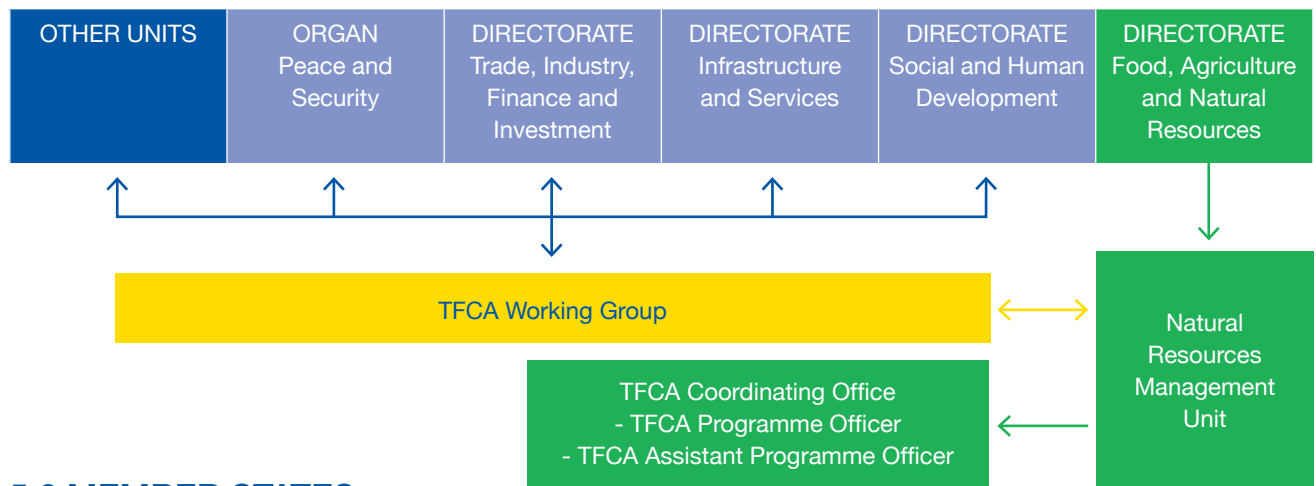 OTHER UNITS
ORGAN
Peace and
Security
DIRECTORATE
Trade, Industry,
Finance and
Investment
DIRECTORATE
Infrastructure
and Services
DIRECTORATE
Social and Human
Development
DIRECTORATE
Food, Agriculture
and Natural
Resources
TFCA Working Group
Natural
Resources
Management
Unit
TFCA Coordinating Office
- TFCA Programme Officer
- TFCA Assistant Programme Officer
MEMBER STATES